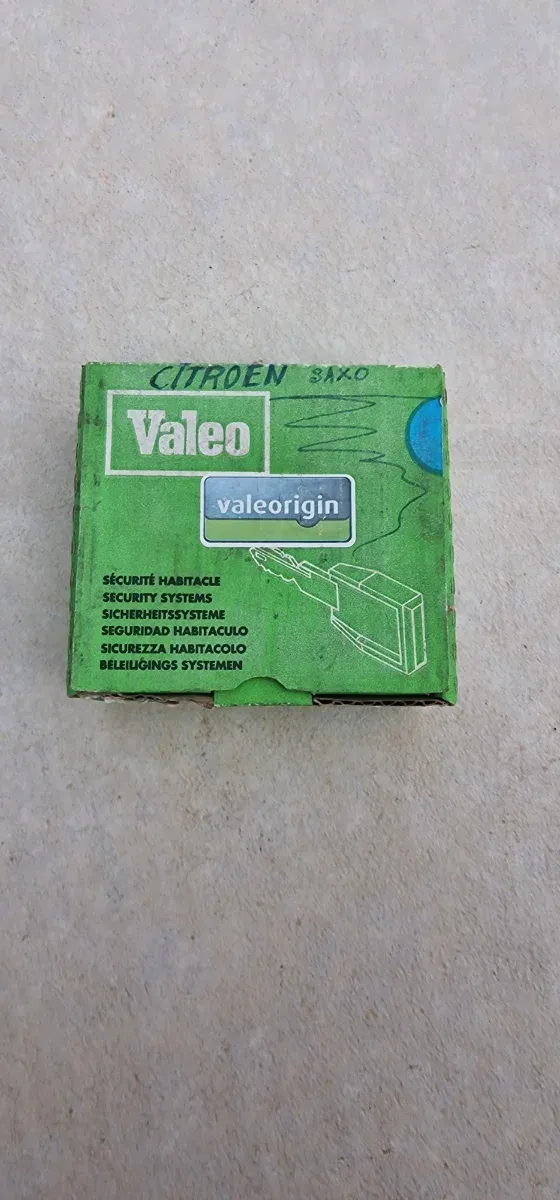 CITROEN SAXO
Valeo
valeorigin
SÉCURITÉ HABITACLE
SECURITY SYSTEMS
SICHERHEITSSYSTEME
SEGURIDAD HABITACULO
SICUREZZA HABITACOLO
BELEILIGINGS SYSTEMEN